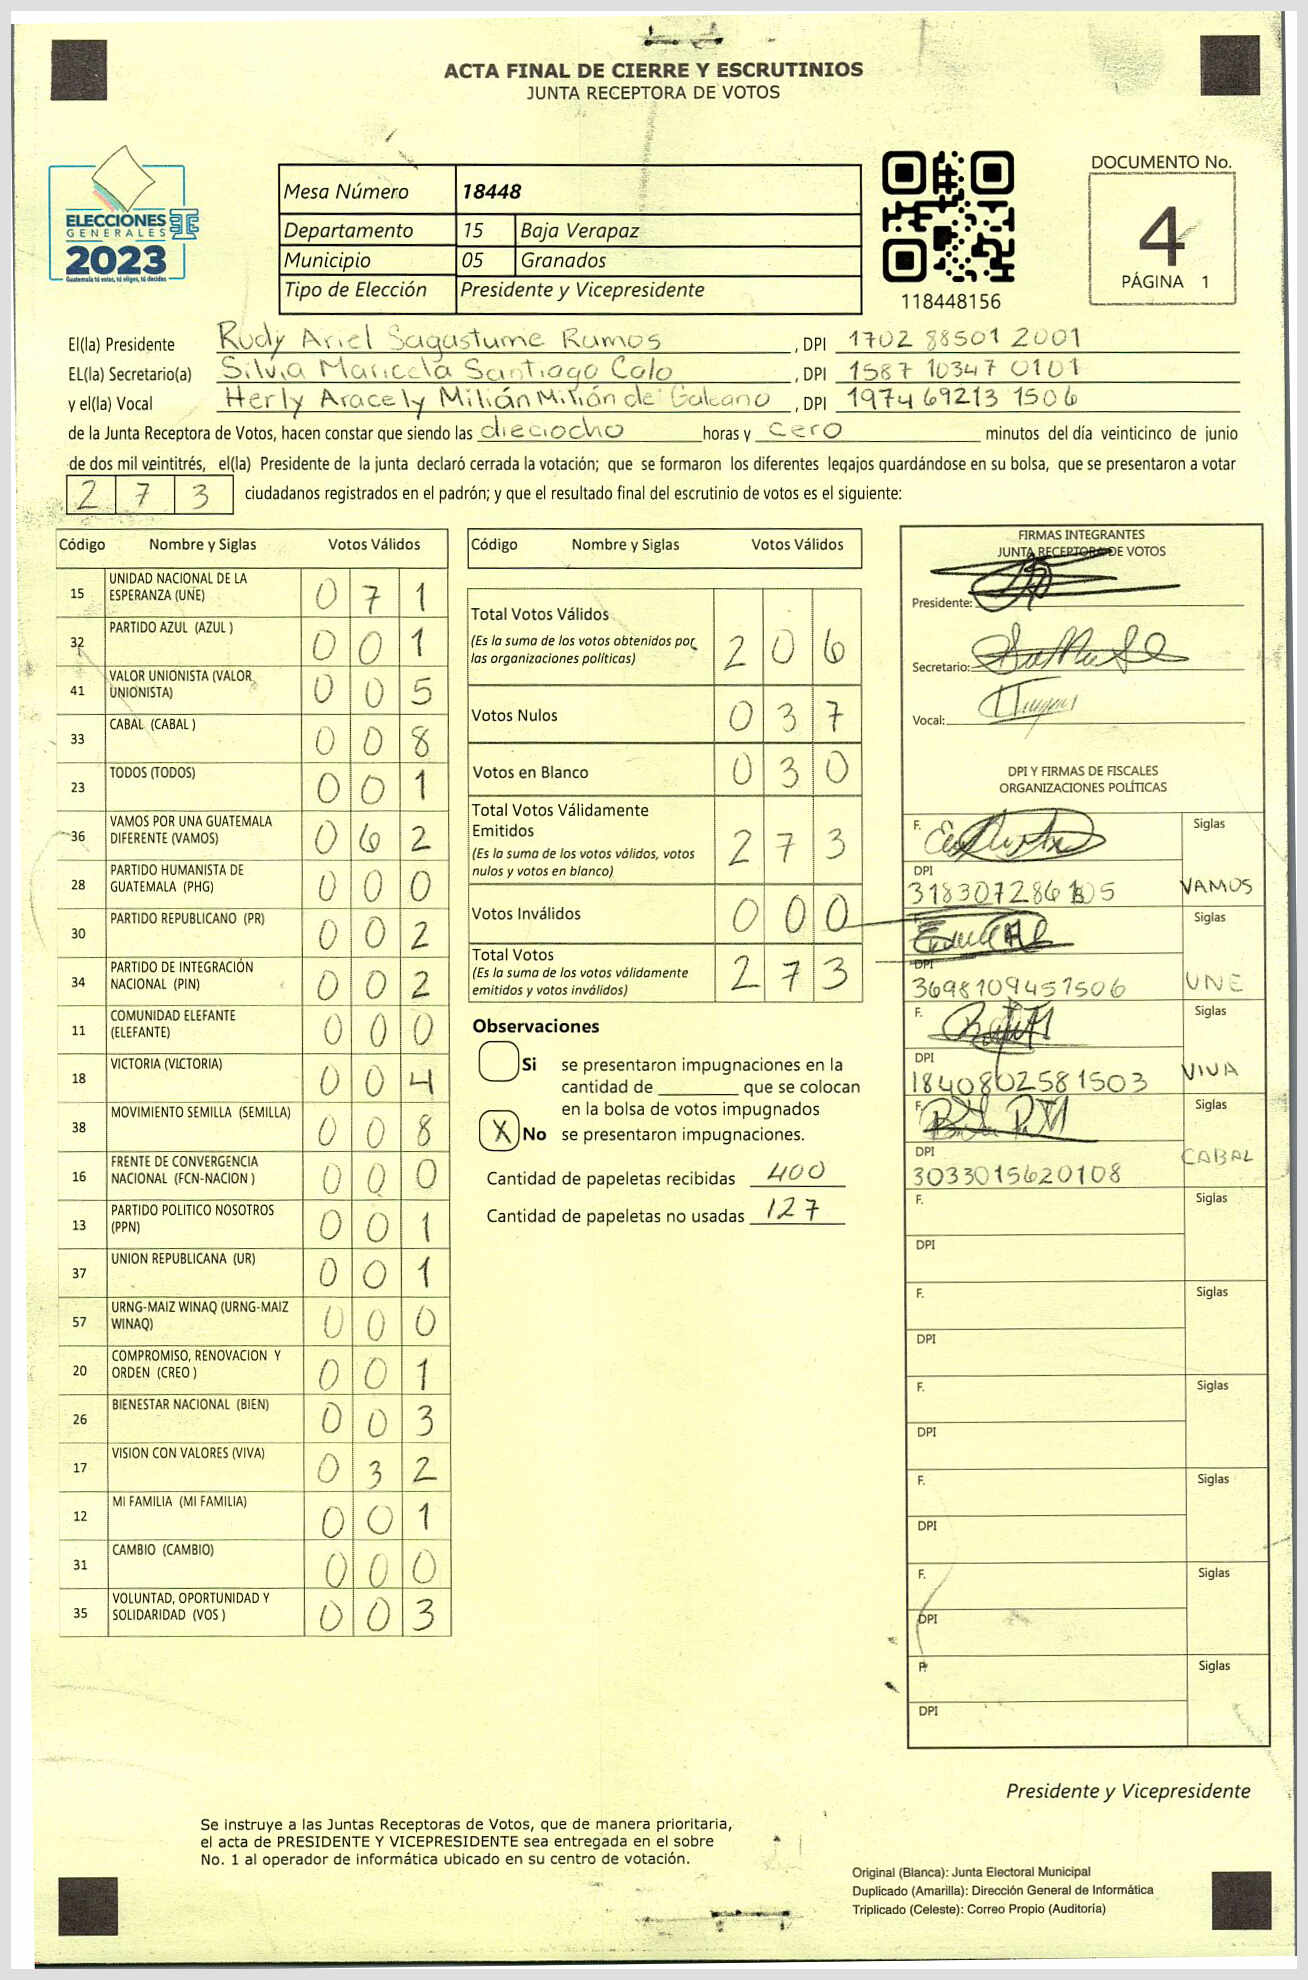 ACTA FINAL DE CIERRE Y ESCRUTINIOS
JUNTA RECEPTORA DE VOTOS
ELECCIONES
GENERALES
2023
Guatemala tú votas, tú eliges, tú decides
Mesa Número 18448
Departamento 15 Baja Verapaz
Municipio 05 Granados
Tipo de Elección Presidente y Vicepresidente
118448156
DOCUMENTO No.
4
PÁGINA 1
El(la) Presidente Rudy Ariel Sagastume Ramos , DPI 1702 88501 2001
EL(la) Secretario(a) Silvia Maricela Santiago Calo , DPI 1587 10347 0101
y el(la) Vocal Herly Aracely Milián Milián de Galeano , DPI 1974 69213 1506
de la Junta Receptora de Votos, hacen constar que siendo las dieciocho horas y cero minutos del día veinticinco de junio
de dos mil veintitrés, el(la) Presidente de la junta declaró cerrada la votación; que se formaron los diferentes legajos guardándose en su bolsa, que se presentaron a votar
273 ciudadanos registrados en el padrón; y que el resultado final del escrutinio de votos es el siguiente:
Código Nombre y Siglas Votos Válidos
15 UNIDAD NACIONAL DE LA ESPERANZA (UNE) 0 7 1
32 PARTIDO AZUL (AZUL ) 0 0 1
41 VALOR UNIONISTA (VALOR UNIONISTA) 0 0 5
33 CABAL (CABAL ) 0 0 8
23 TODOS (TODOS) 0 0 1
36 VAMOS POR UNA GUATEMALA DIFERENTE (VAMOS) 0 6 2
28 PARTIDO HUMANISTA DE GUATEMALA (PHG) 0 0 0
30 PARTIDO REPUBLICANO (PR) 0 0 2
34 PARTIDO DE INTEGRACIÓN NACIONAL (PIN) 0 0 2
11 COMUNIDAD ELEFANTE (ELEFANTE) 0 0 0
18 VICTORIA (VICTORIA) 0 0 4
38 MOVIMIENTO SEMILLA (SEMILLA) 0 0 8
16 FRENTE DE CONVERGENCIA NACIONAL (FCN-NACION ) 0 0 0
13 PARTIDO POLITICO NOSOTROS (PPN) 0 0 1
37 UNION REPUBLICANA (UR) 0 0 1
57 URNG-MAIZ WINAQ (URNG-MAIZ WINAQ) 0 0 0
20 COMPROMISO, RENOVACION Y ORDEN (CREO ) 0 0 1
26 BIENESTAR NACIONAL (BIEN) 0 0 3
17 VISION CON VALORES (VIVA) 0 3 2
12 MI FAMILIA (MI FAMILIA) 0 0 1
31 CAMBIO (CAMBIO) 0 0 0
35 VOLUNTAD, OPORTUNIDAD Y SOLIDARIDAD (VOS ) 0 0 3
Código Nombre y Siglas Votos Válidos
Total Votos Válidos 2 0 6
(Es la suma de los votos obtenidos por
las organizaciones políticas)
Votos Nulos 0 3 7
Votos en Blanco 0 3 0
Total Votos Válidamente
Emitidos 2 7 3
(Es la suma de los votos válidos, votos
nulos y votos en blanco)
Votos Inválidos 0 0 0
Total Votos 2 7 3
(Es la suma de los votos válidamente
emitidos y votos inválidos)
Observaciones
Si se presentaron impugnaciones en la
cantidad de ________ que se colocan
en la bolsa de votos impugnados
X No se presentaron impugnaciones.
Cantidad de papeletas recibidas 400
Cantidad de papeletas no usadas 127
FIRMAS INTEGRANTES
JUNTA RECEPTORA DE VOTOS
Presidente:
Secretario:
Vocal:
DPI Y FIRMAS DE FISCALES
ORGANIZACIONES POLÍTICAS
F. Siglas
DPI VAMOS
F. Siglas
DPI
3698109451506 UNE
F. Siglas
DPI
1840802581503 VIVA
F. Siglas
DPI
3033015620108 CABAL
F. Siglas
DPI
F. Siglas
DPI
F. Siglas
DPI
F. Siglas
DPI
F. Siglas
DPI
F. Siglas
DPI
Presidente y Vicepresidente
Se instruye a las Juntas Receptoras de Votos, que de manera prioritaria,
el acta de PRESIDENTE Y VICEPRESIDENTE sea entregada en el sobre
No. 1 al operador de informática ubicado en su centro de votación.
Original (Blanca): Junta Electoral Municipal
Duplicado (Amarilla): Dirección General de Informática
Triplicado (Celeste): Correo Propio (Auditoría)